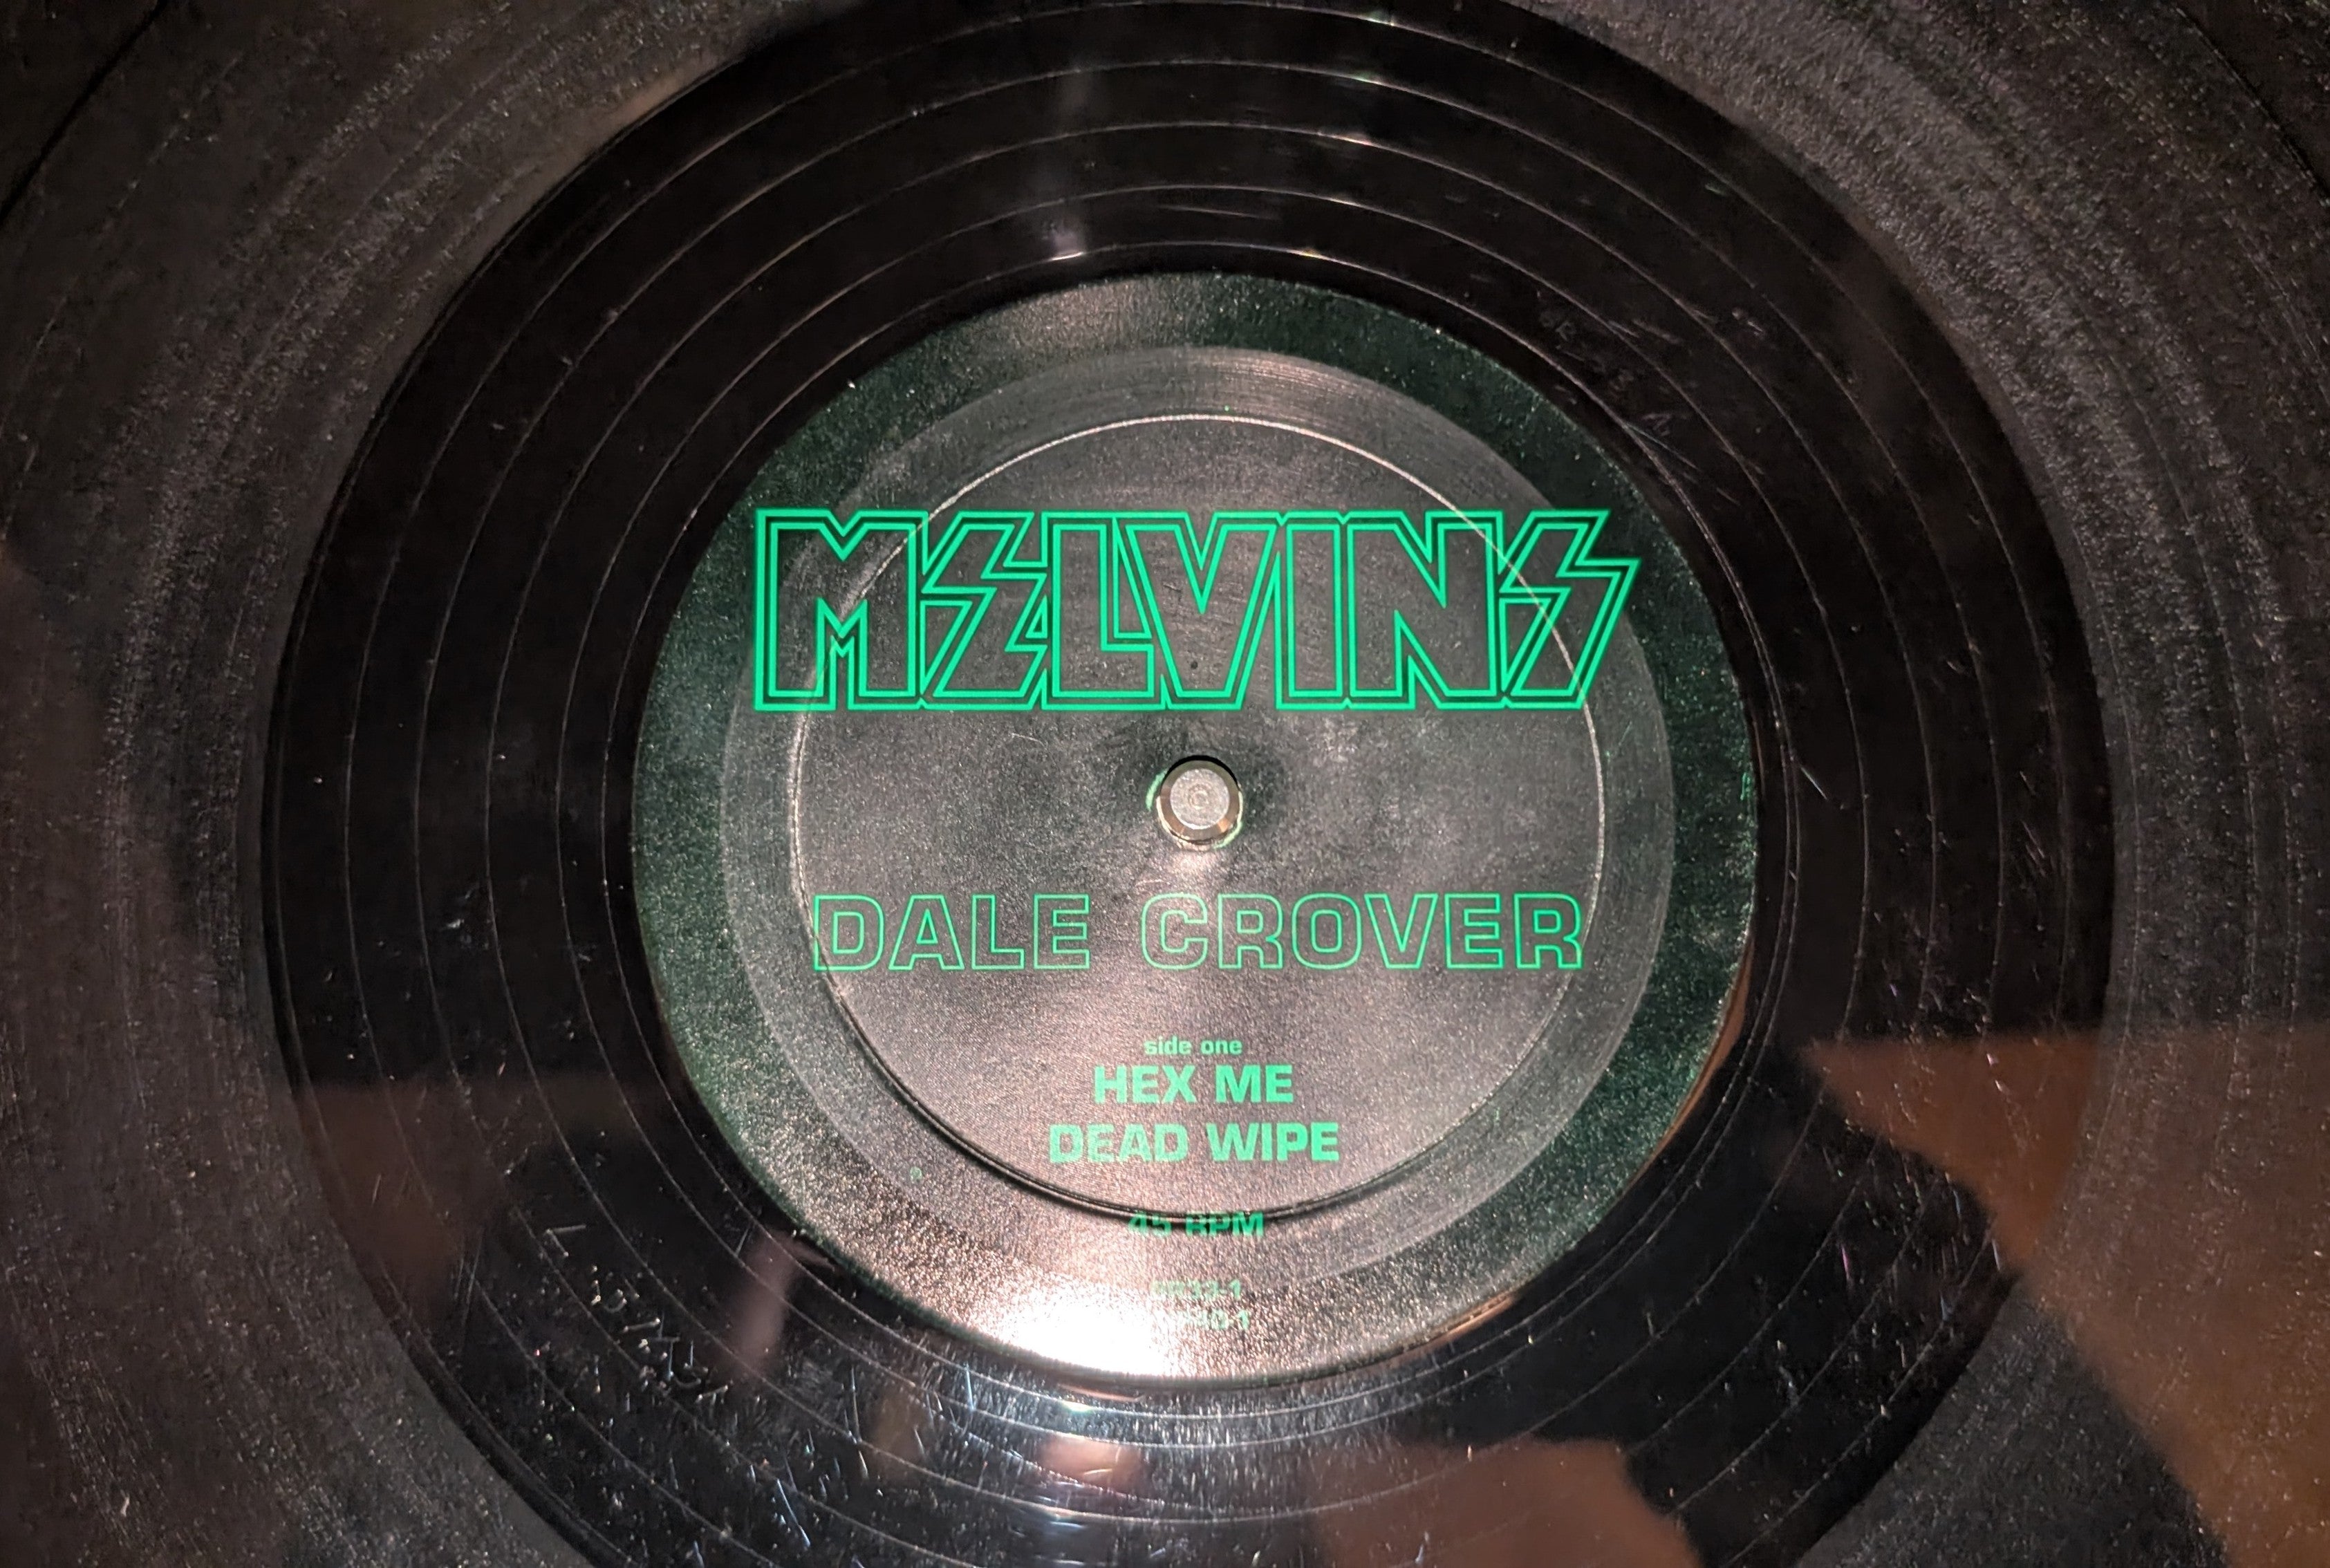 MELVINS
DALE CROVER
side one
HEX ME
DEAD WIPE
45 RPM